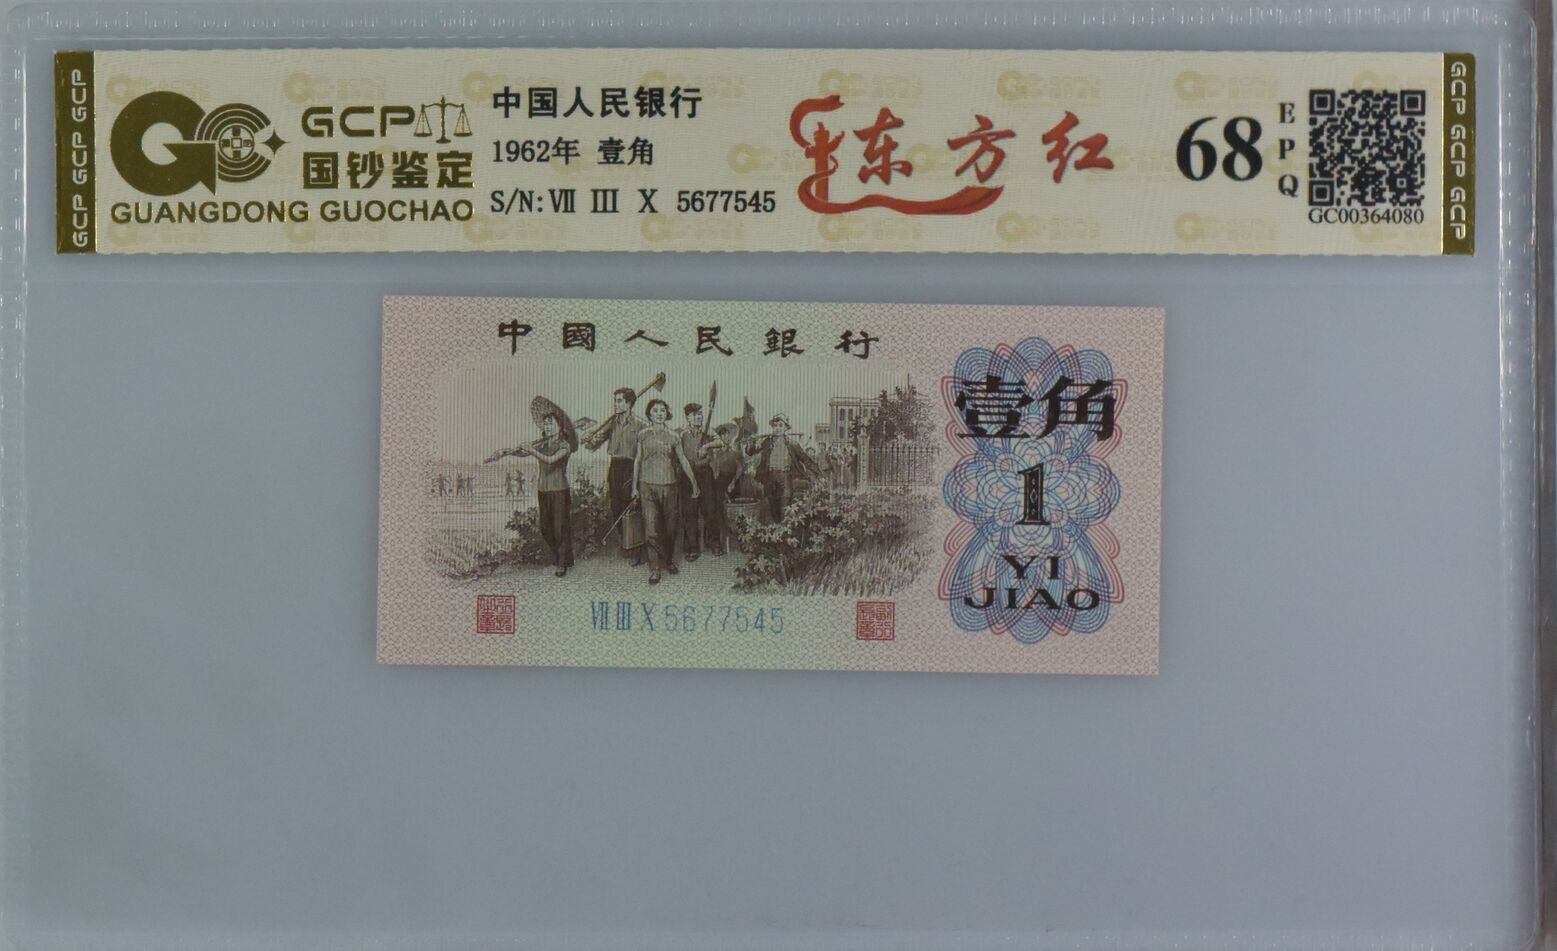 GCP GCP GCP
GCP
国钞鉴定
GUANGDONG GUOCHAO
中国人民银行
1962年 壹角
S/N: Ⅶ Ⅲ X 5677545
东方红
68
EPQ
GC00364080
GCP GCP GCP
中國人民銀行
壹角
1
YI
JIAO
Ⅶ Ⅲ X 5677545